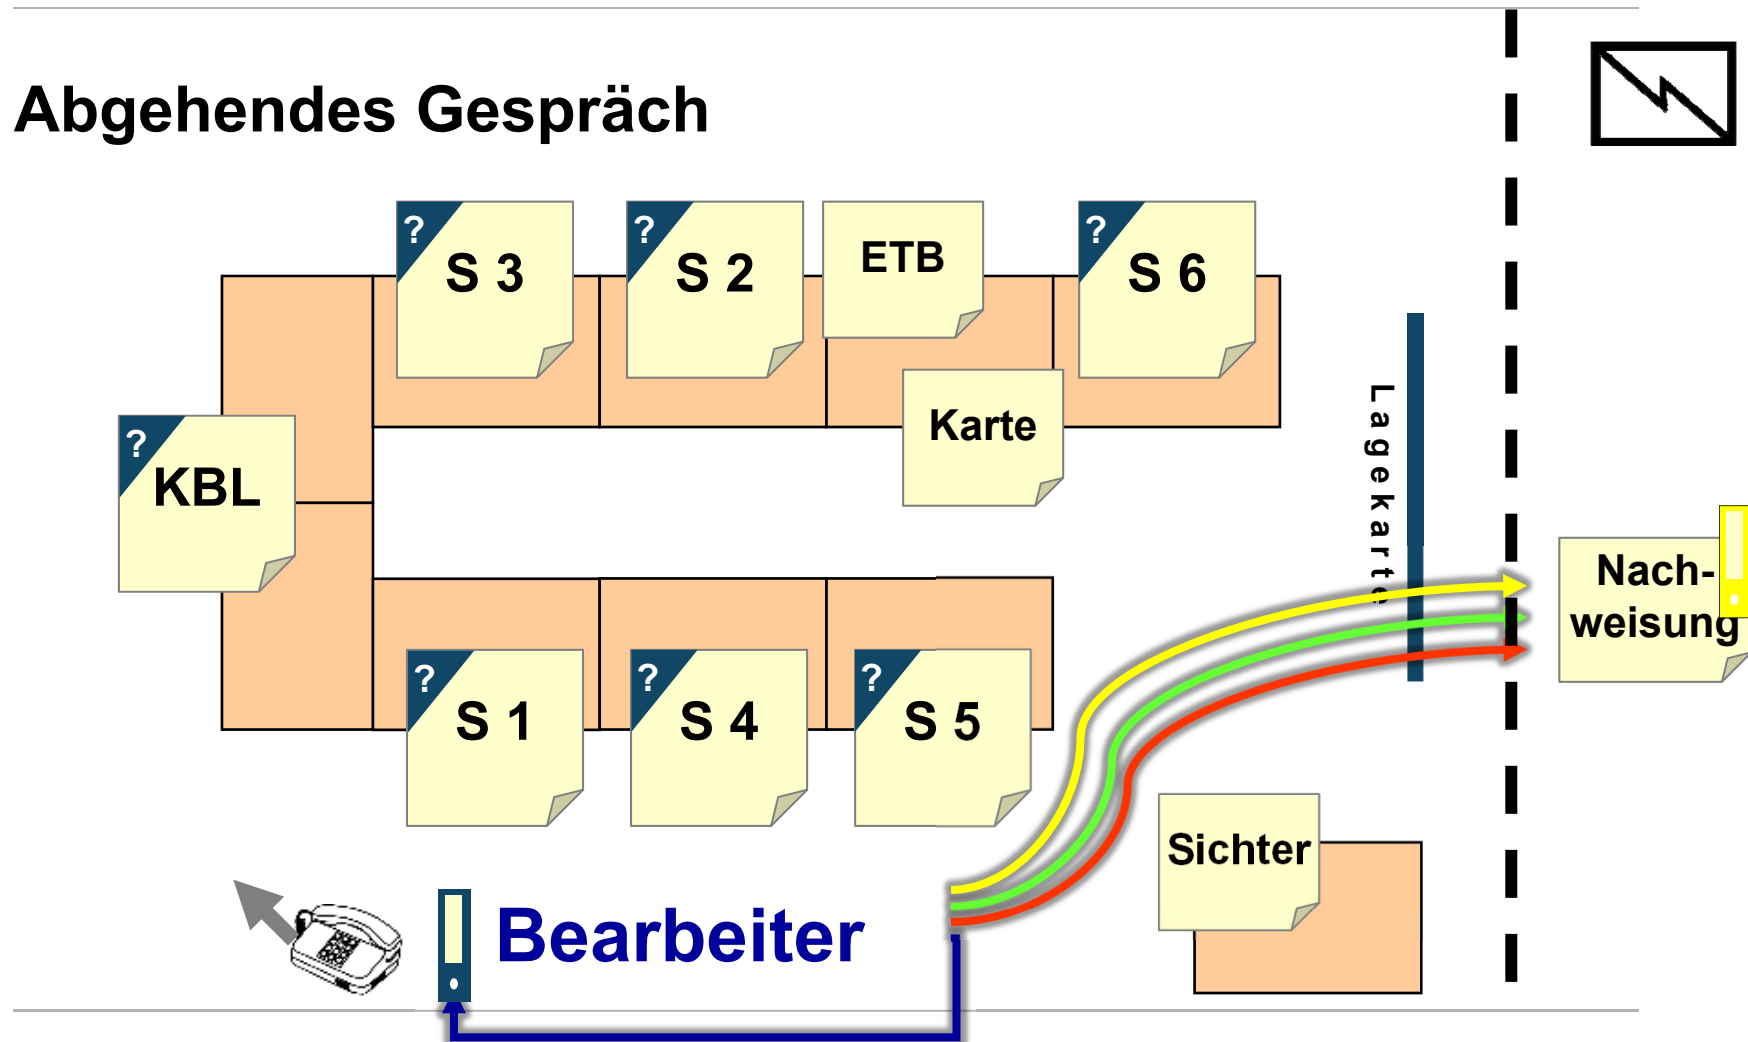 Abgehendes Gespräch
?
S 3
?
S 2
ETB
?
S 6
Karte
Lagekarte
?
KBL
Nach-
weisung
?
S 1
?
S 4
?
S 5
Sichter
Bearbeiter